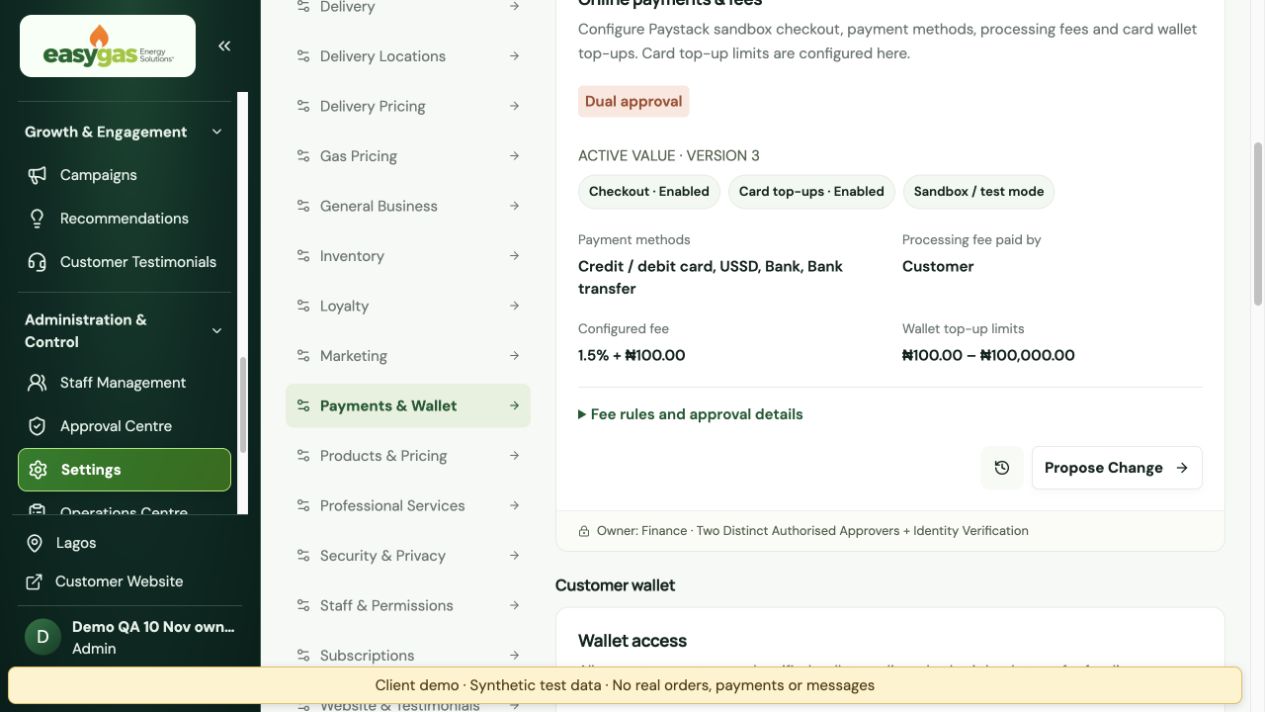 easygas Energy Solutions
Growth & Engagement
Campaigns
Recommendations
Customer Testimonials
Administration &
Control
Staff Management
Approval Centre
Settings
Operations Centre
Lagos
Customer Website
D
Demo QA 10 Nov own...
Admin
Delivery
Delivery Locations
Delivery Pricing
Gas Pricing
General Business
Inventory
Loyalty
Marketing
Payments & Wallet
Products & Pricing
Professional Services
Security & Privacy
Staff & Permissions
Subscriptions
Website & Testimonials
Online payments & fees
Configure Paystack sandbox checkout, payment methods, processing fees and card wallet
top-ups. Card top-up limits are configured here.
Dual approval
ACTIVE VALUE · VERSION 3
Checkout · Enabled
Card top-ups · Enabled
Sandbox / test mode
Payment methods
Credit / debit card, USSD, Bank, Bank
transfer
Processing fee paid by
Customer
Configured fee
1.5% + ₦100.00
Wallet top-up limits
₦100.00 – ₦100,000.00
Fee rules and approval details
Propose Change
Owner: Finance · Two Distinct Authorised Approvers + Identity Verification
Customer wallet
Wallet access
Client demo · Synthetic test data · No real orders, payments or messages